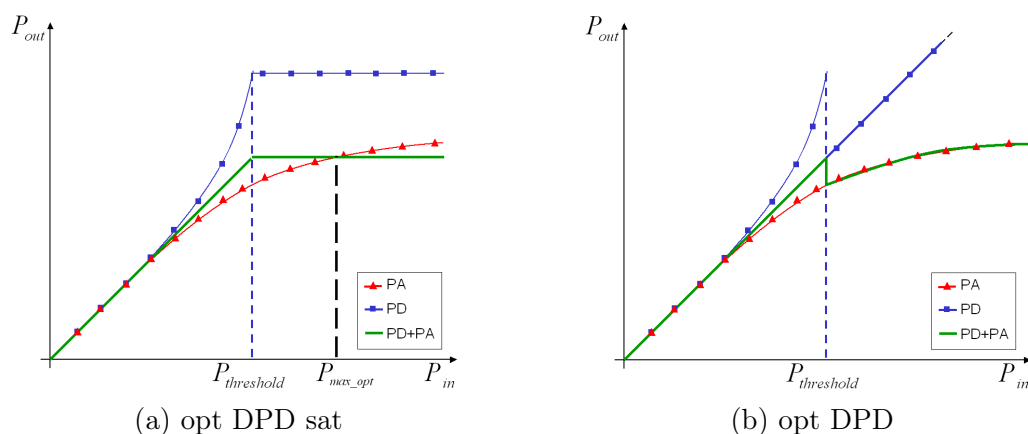 P_out
PA
PD
PD+PA
P_threshold
P_max_opt
P_in
(a) opt DPD sat
P_out
PA
PD
PD+PA
P_threshold
P_in
(b) opt DPD